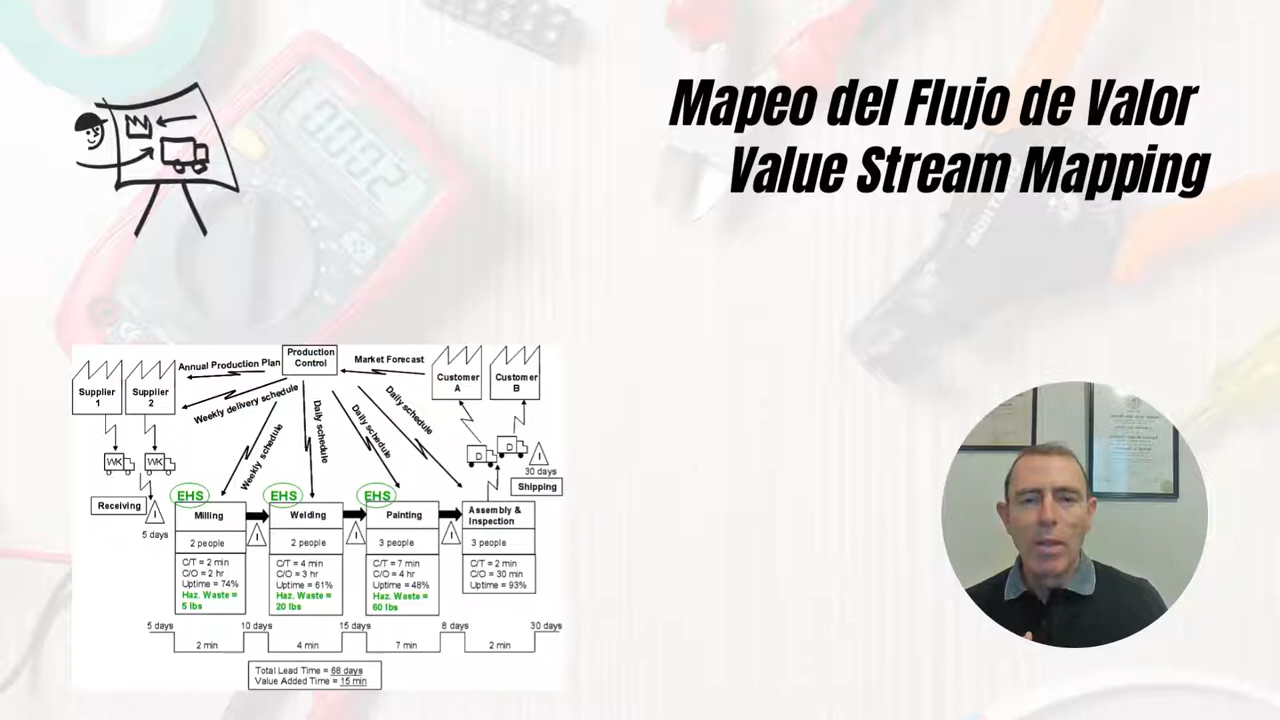 Mapeo del Flujo de Valor
Value Stream Mapping
Production
Control
Annual Production Plan
Market Forecast
Supplier
1
Supplier
2
Customer
A
Customer
B
Weekly delivery schedule
Weekly schedule
Daily schedule
Daily schedule
Daily schedule
WK
WK
D
D
I
30 days
Shipping
Receiving
I
5 days
EHS
EHS
EHS
Milling
Welding
Painting
Assembly &
Inspection
I
I
I
2 people
2 people
3 people
3 people
C/T = 2 min
C/O = 2 hr
Uptime = 74%
Haz. Waste =
5 lbs
C/T = 4 min
C/O = 3 hr
Uptime = 61%
Haz. Waste =
20 lbs
C/T = 7 min
C/O = 4 hr
Uptime = 48%
Haz. Waste =
60 lbs
C/T = 2 min
C/O = 30 min
Uptime = 93%
5 days
10 days
15 days
8 days
30 days
2 min
4 min
7 min
2 min
Total Lead Time = 68 days
Value Added Time = 15 min